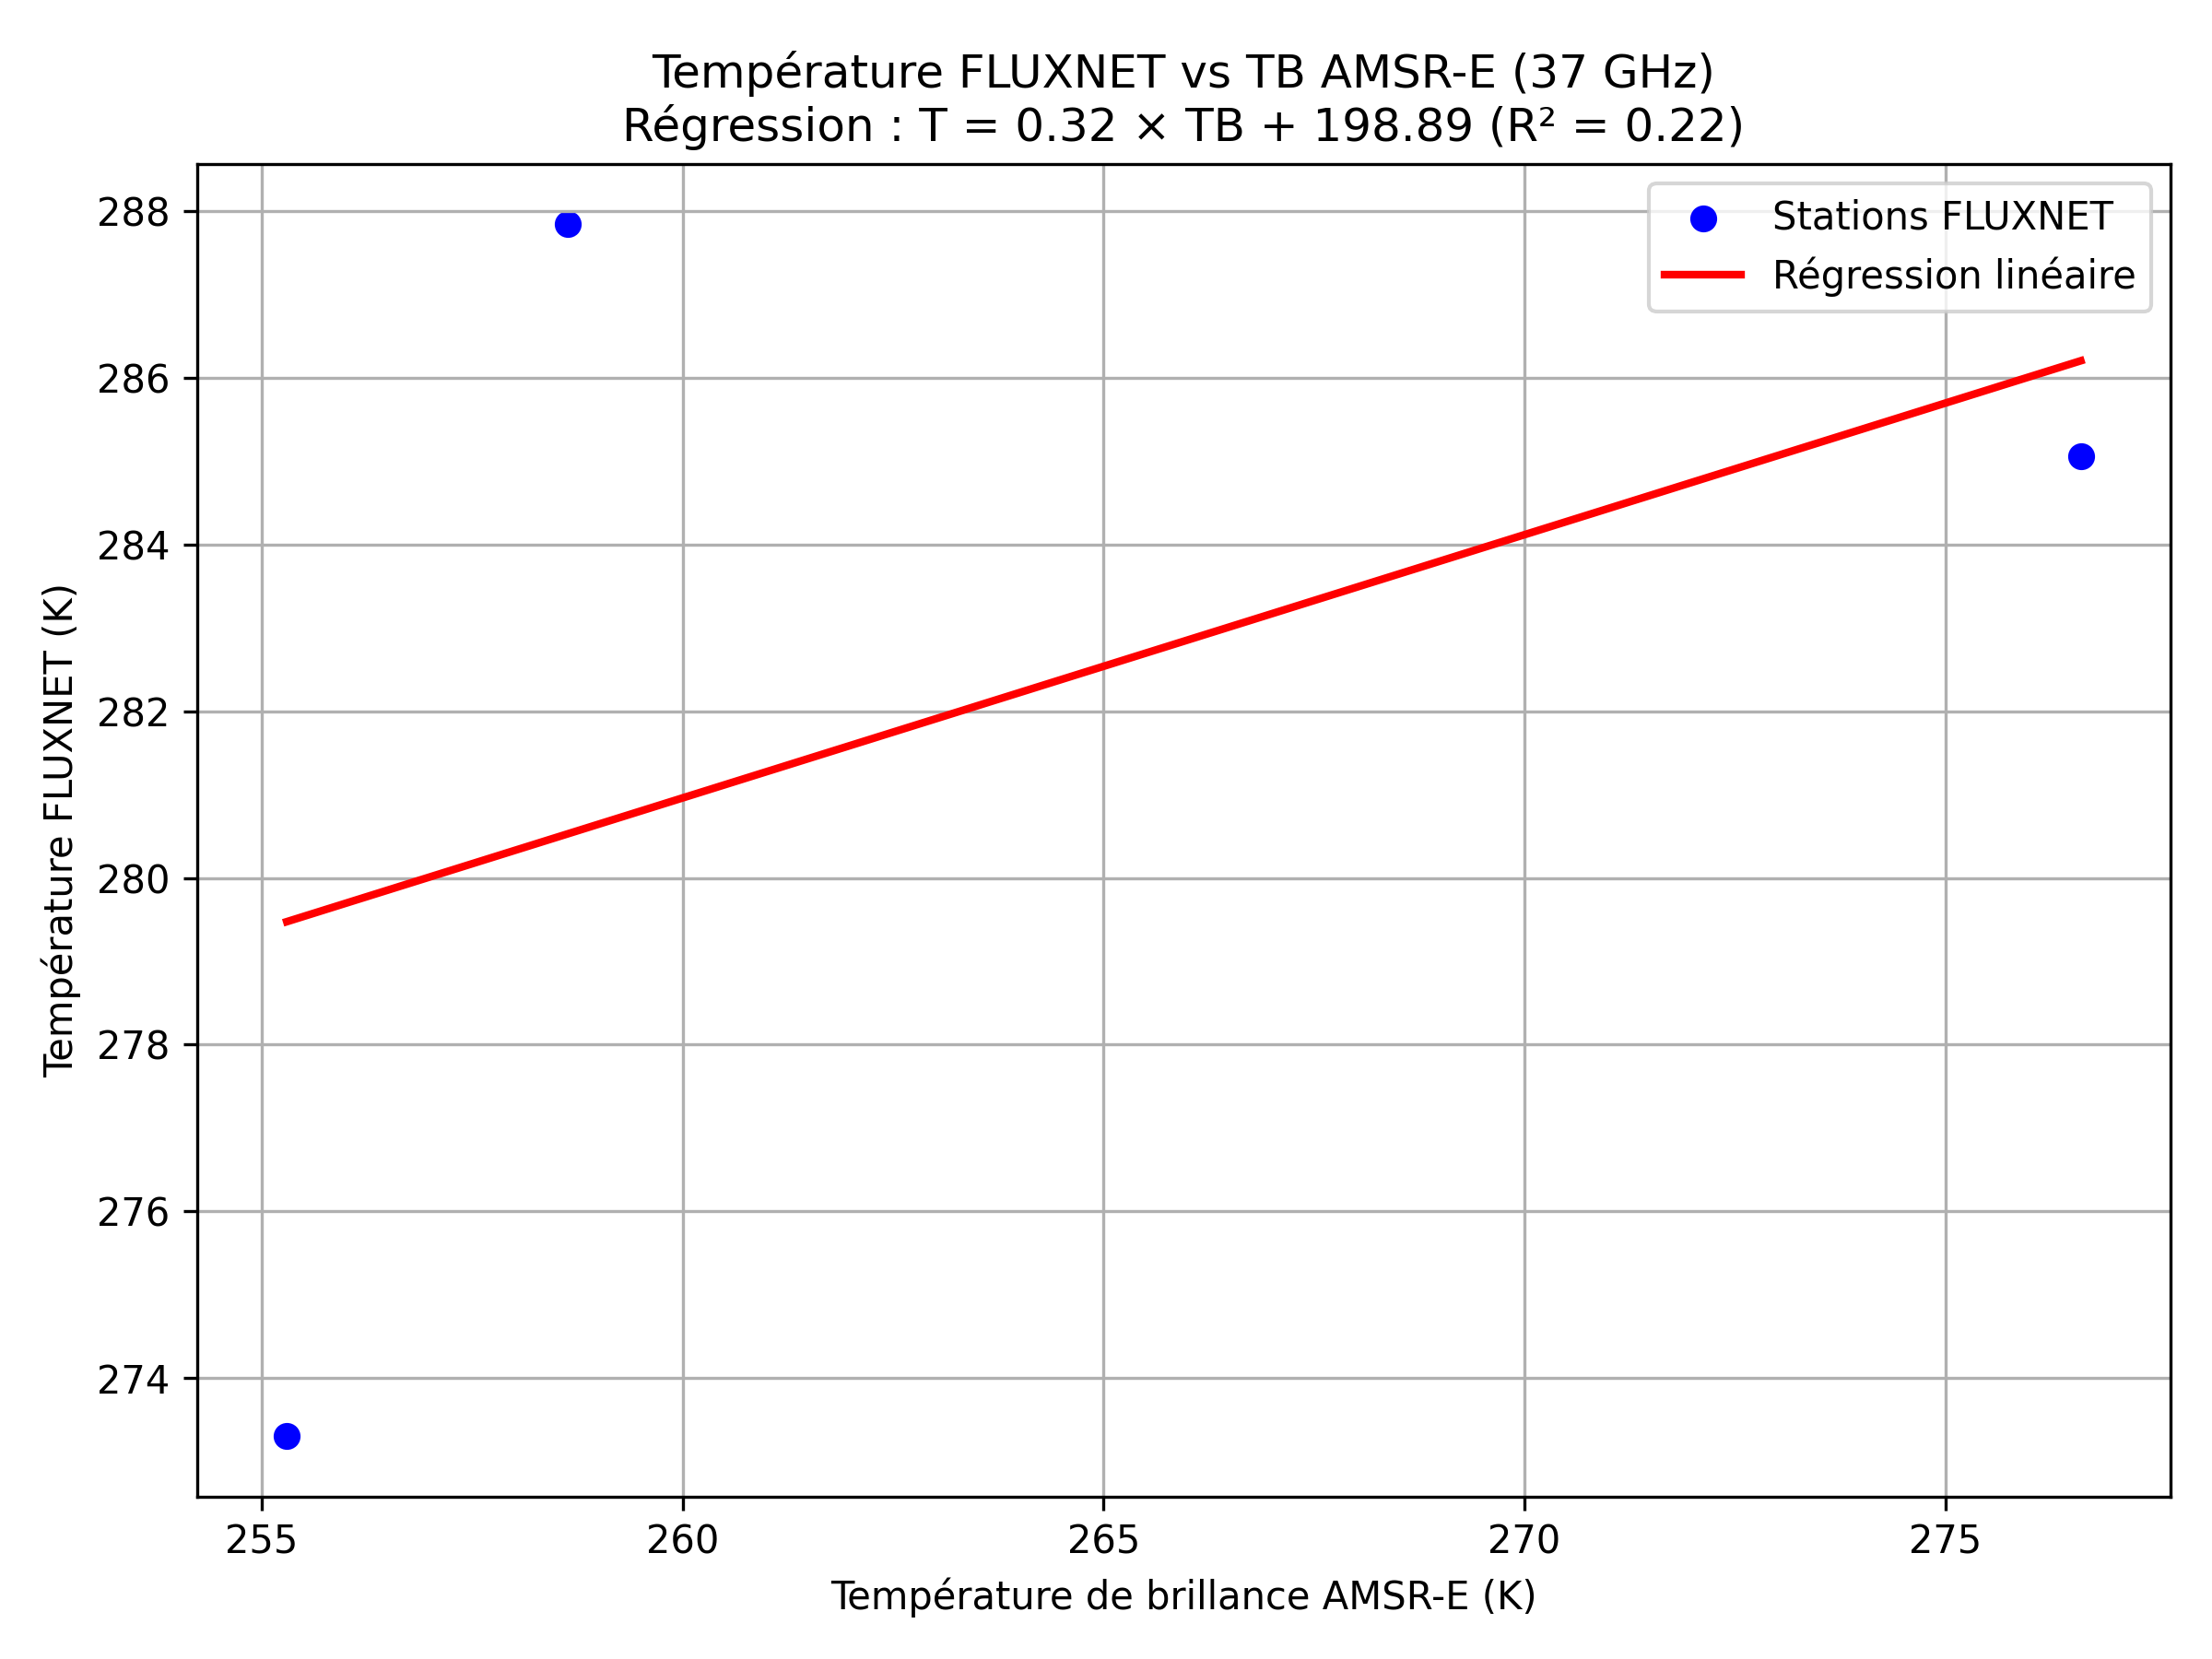 Température FLUXNET vs TB AMSR-E (37 GHz)
Régression : T = 0.32 × TB + 198.89 (R² = 0.22)
Stations FLUXNET
Régression linéaire
Température FLUXNET (K)
288
286
284
282
280
278
276
274
255 260 265 270 275
Température de brillance AMSR-E (K)